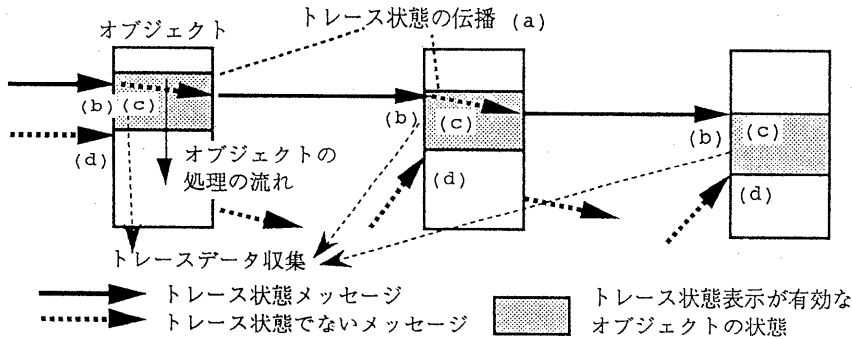 トレース状態の伝播 (a)
オブジェクト
(b) (c)
(d)
オブジェクトの
処理の流れ
(b)
(c)
(d)
(b)
(c)
(d)
トレースデータ収集
トレース状態メッセージ
トレース状態でないメッセージ
トレース状態表示が有効な
オブジェクトの状態